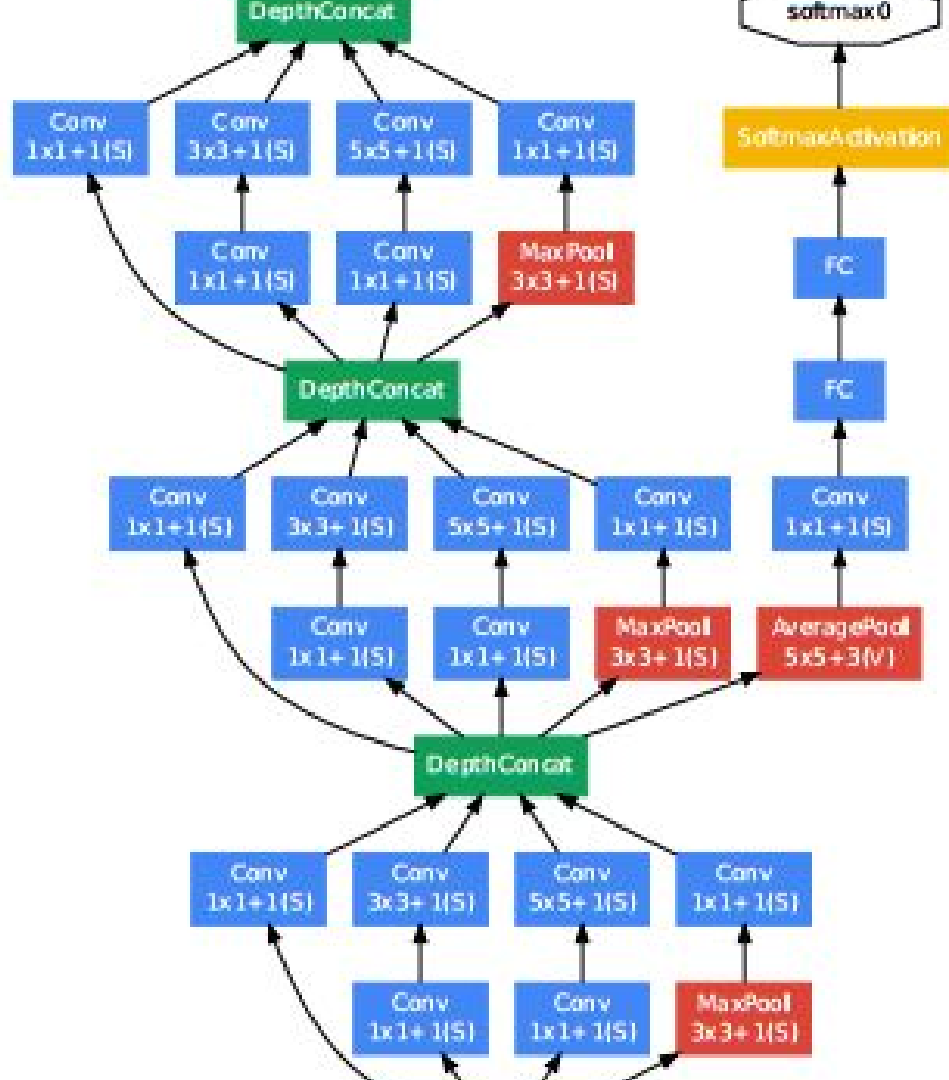 DepthConcat
softmax0
Conv
1x1+1(S)
Conv
3x3+1(S)
Conv
5x5+1(S)
Conv
1x1+1(S)
SoftmaxActivation
Conv
1x1+1(S)
Conv
1x1+1(S)
MaxPool
3x3+1(S)
FC
DepthConcat
FC
Conv
1x1+1(S)
Conv
3x3+1(S)
Conv
5x5+1(S)
Conv
1x1+1(S)
Conv
1x1+1(S)
Conv
1x1+1(S)
Conv
1x1+1(S)
MaxPool
3x3+1(S)
AveragePool
5x5+3(V)
DepthConcat
Conv
1x1+1(S)
Conv
3x3+1(S)
Conv
5x5+1(S)
Conv
1x1+1(S)
Conv
1x1+1(S)
Conv
1x1+1(S)
MaxPool
3x3+1(S)